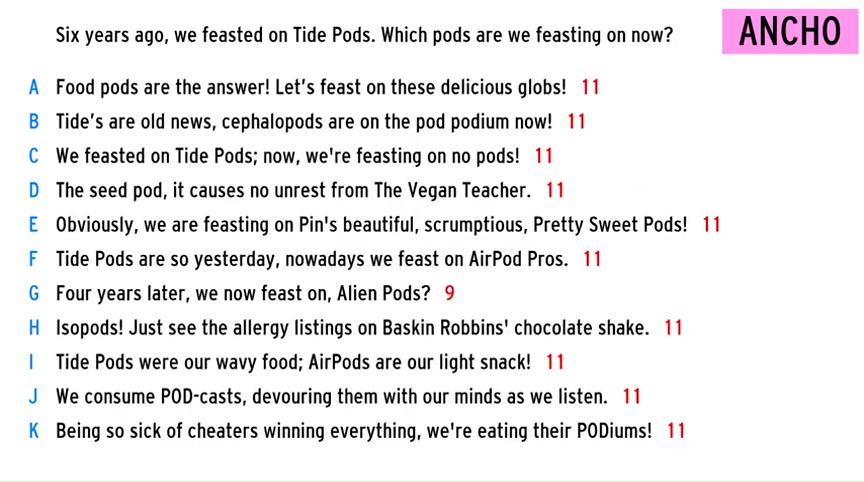 Six years ago, we feasted on Tide Pods. Which pods are we feasting on now?
ANCHO
A Food pods are the answer! Let's feast on these delicious globs! 11
B Tide's are old news, cephalopods are on the pod podium now! 11
C We feasted on Tide Pods; now, we're feasting on no pods! 11
D The seed pod, it causes no unrest from The Vegan Teacher. 11
E Obviously, we are feasting on Pin's beautiful, scrumptious, Pretty Sweet Pods! 11
F Tide Pods are so yesterday, nowadays we feast on AirPod Pros. 11
G Four years later, we now feast on, Alien Pods? 9
H Isopods! Just see the allergy listings on Baskin Robbins' chocolate shake. 11
I Tide Pods were our wavy food; AirPods are our light snack! 11
J We consume POD-casts, devouring them with our minds as we listen. 11
K Being so sick of cheaters winning everything, we're eating their PODiums! 11